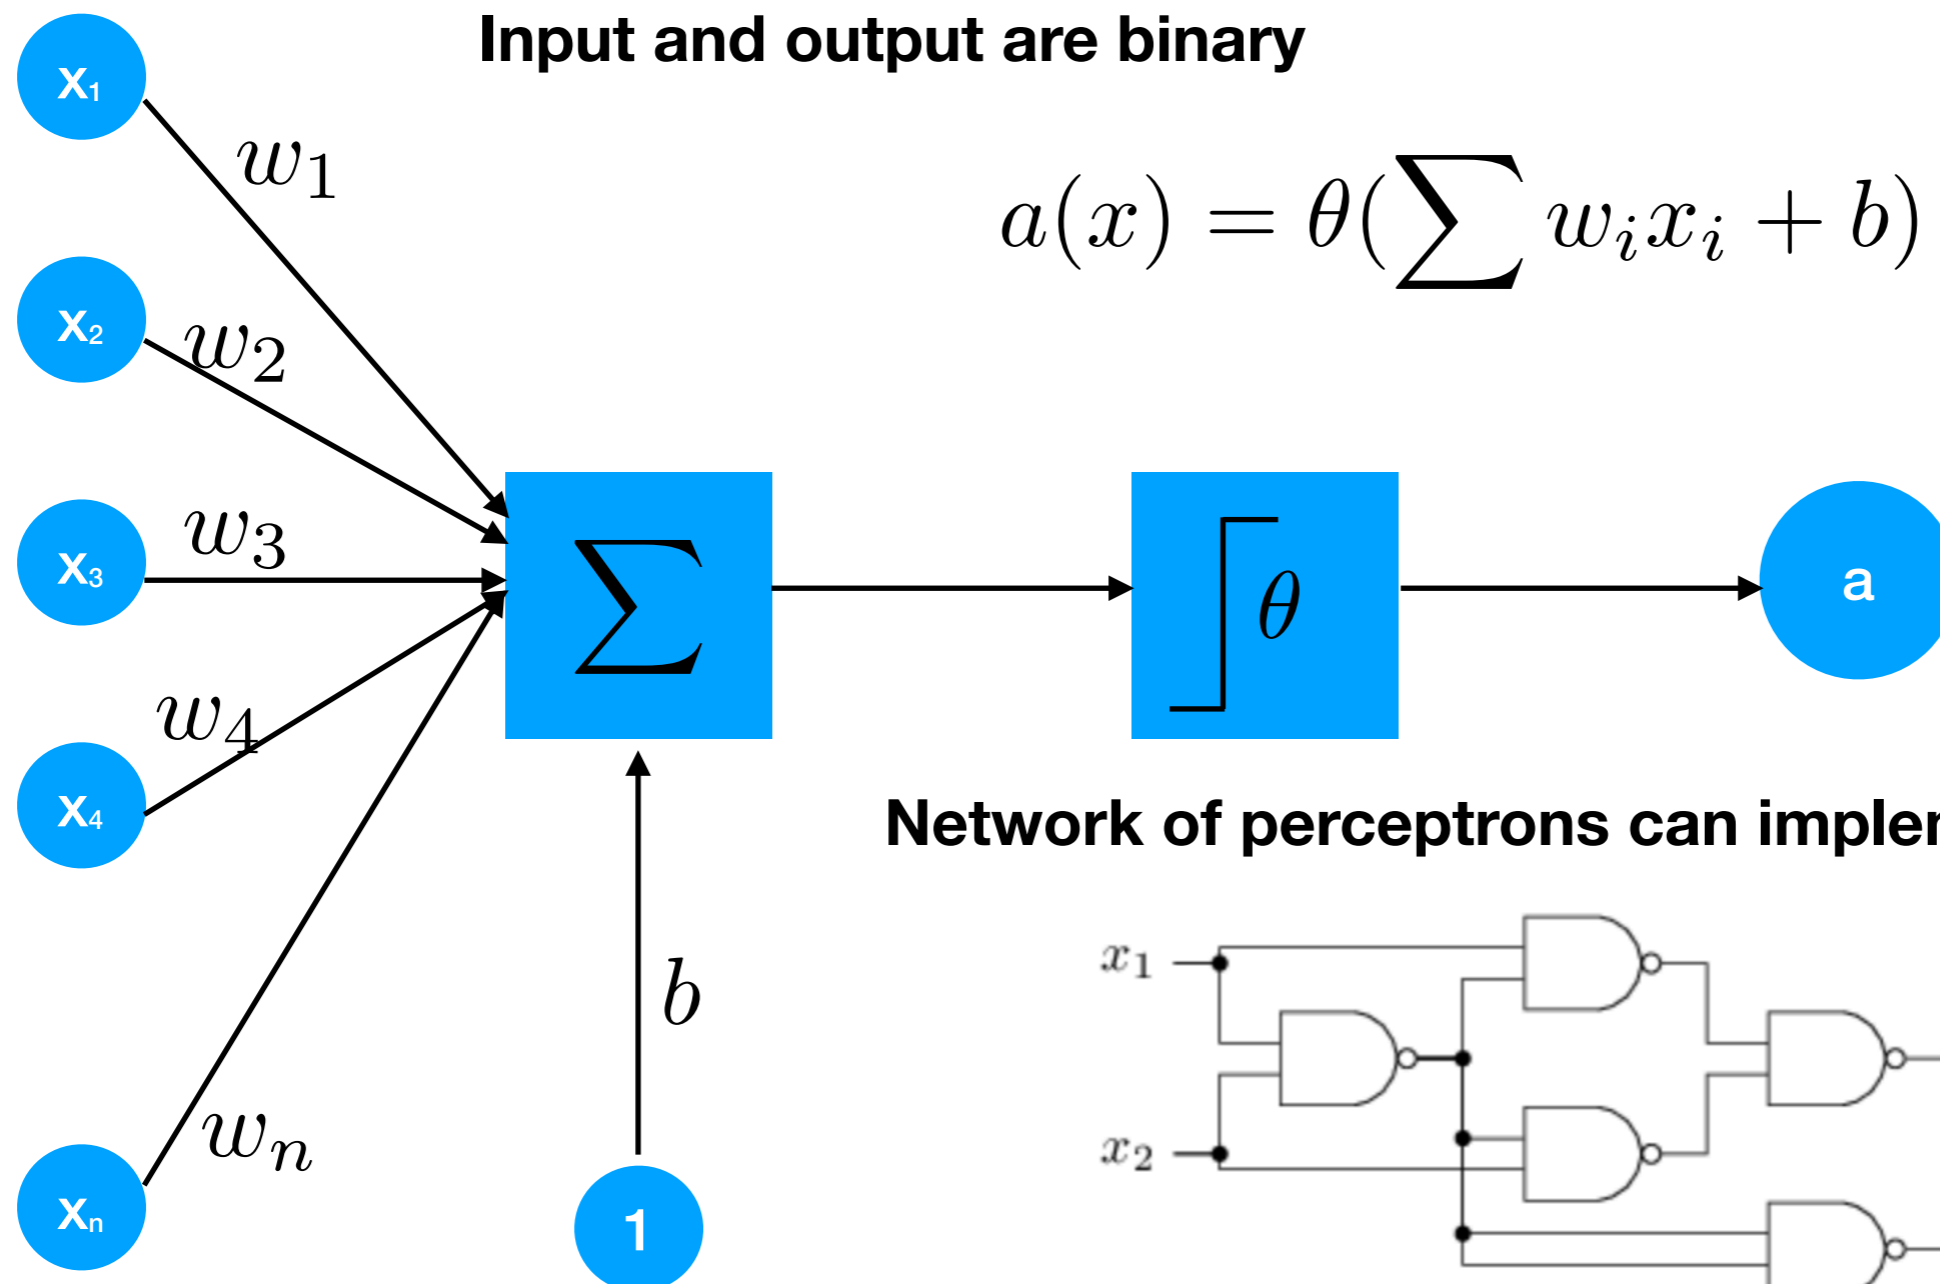 Input and output are binary
x₁
w₁
a(x) = θ(∑ wᵢxᵢ + b)
x₂
w₂
x₃
w₃
∑
θ
a
x₄
w₄
Network of perceptrons can
x₁
b
x₂
wₙ
xₙ
1